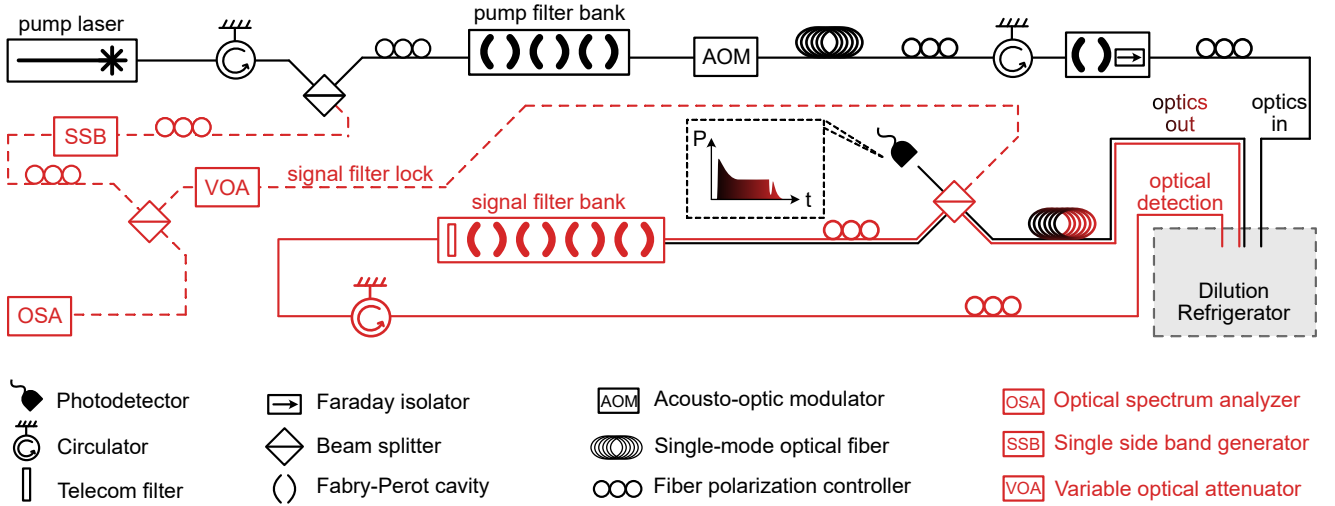 pump laser
pump filter bank
AOM
optics
out
optics
in
SSB
VOA
signal filter lock
P
t
optical
detection
signal filter bank
OSA
Dilution
Refrigerator
Photodetector
Faraday isolator
AOM
Acousto-optic modulator
OSA
Optical spectrum analyzer
Circulator
Beam splitter
Single-mode optical fiber
SSB
Single side band generator
Telecom filter
Fabry-Perot cavity
Fiber polarization controller
VOA
Variable optical attenuator